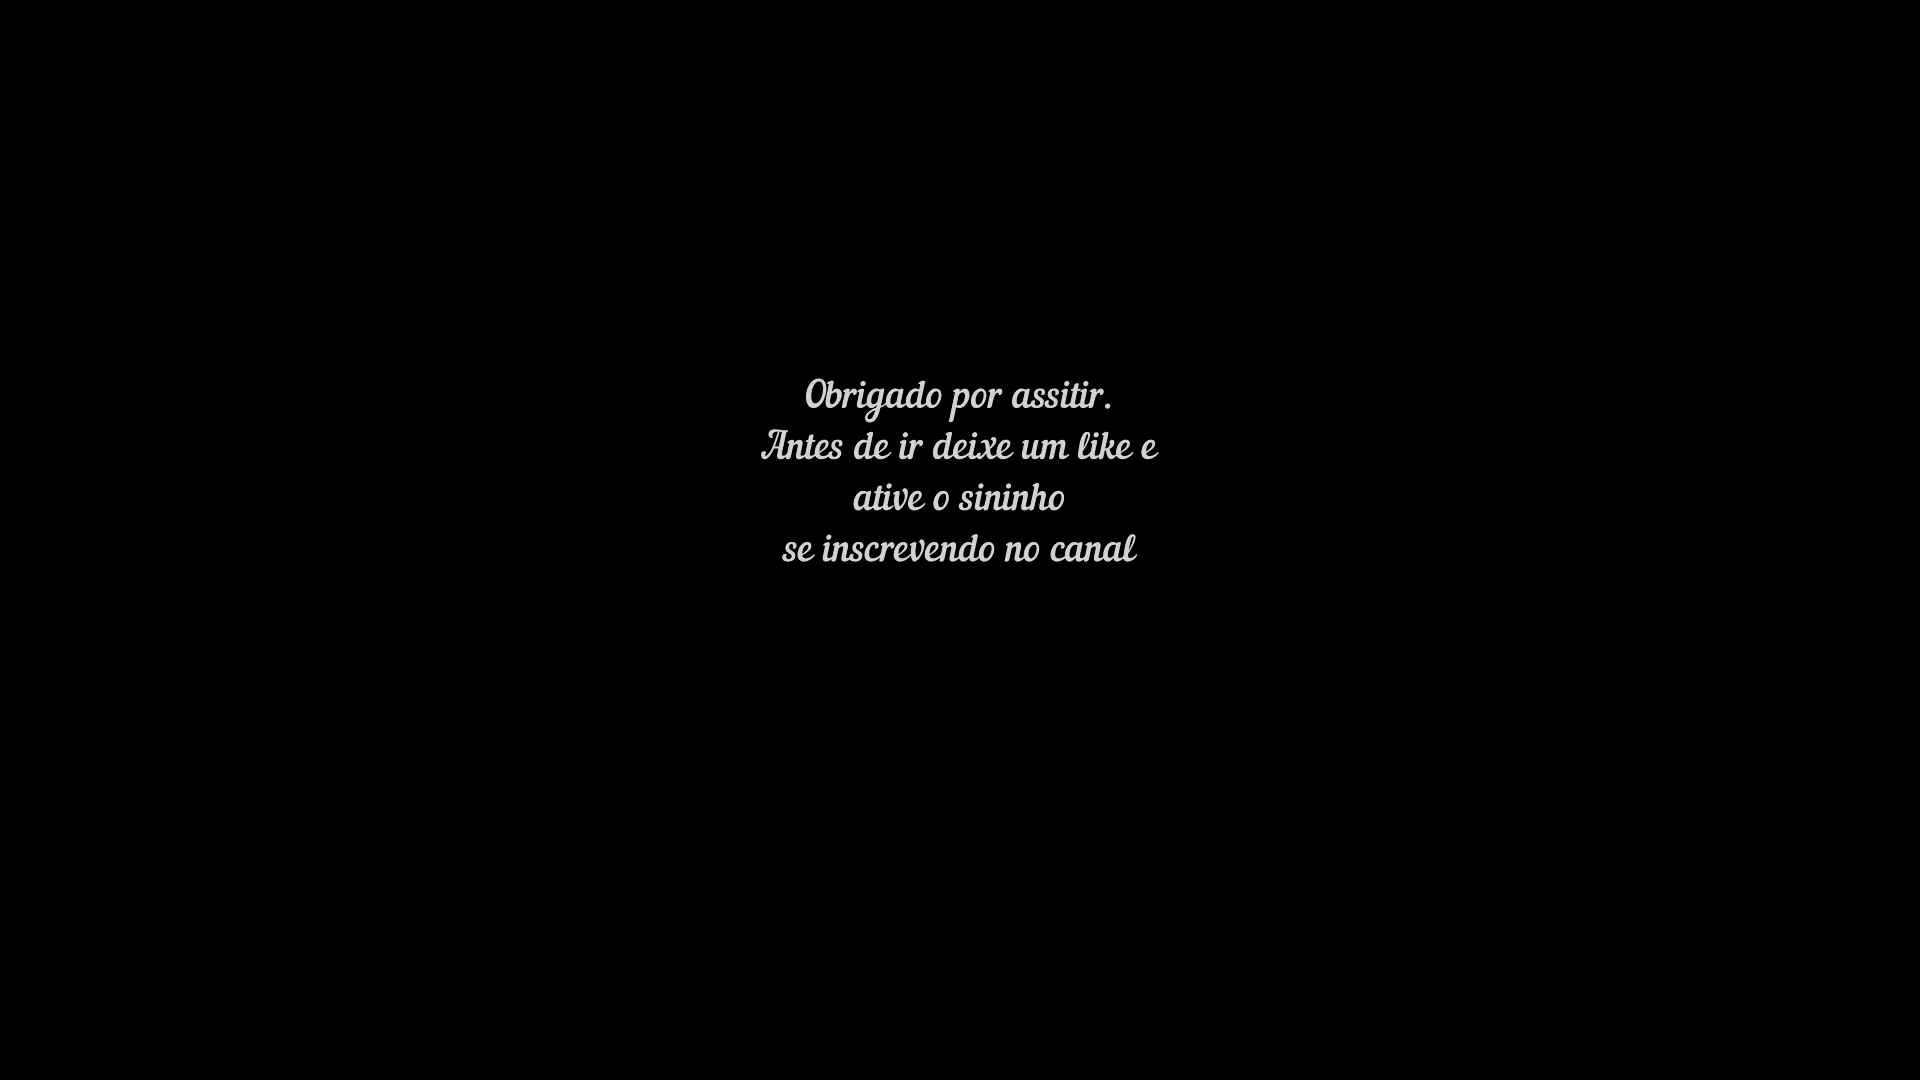 Obrigado por assitir.
Antes de ir deixe um like e
ative o sininho
se inscrevendo no canal